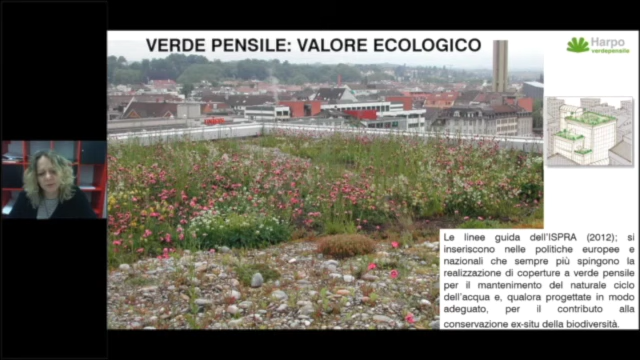 VERDE PENSILE: VALORE ECOLOGICO
Harpo
verdepensile
Le linee guida dell'ISPRA (2012); si
inseriscono nelle politiche europee e
nazionali che sempre più spingono la
realizzazione di coperture a verde pensile
per il mantenimento del naturale ciclo
dell'acqua e, qualora progettate in modo
adeguato, per il contributo alla
conservazione ex-situ della biodiversità.